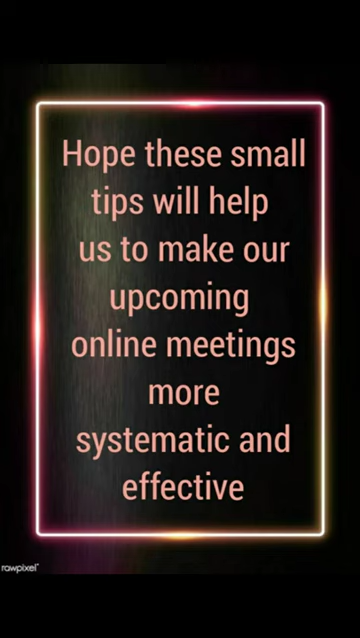 Hope these small
tips will help
us to make our
upcoming
online meetings
more
systematic and
effective
rawpixel